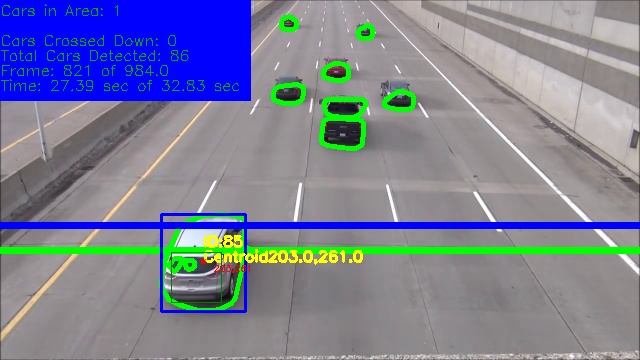 Cars in Area: 1
Cars Crossed Down: 0
Total Cars Detected: 86
Frame: 821 of 984.0
Time: 27.39 sec of 32.83 sec
ID:85
Centroid203.0,261.0